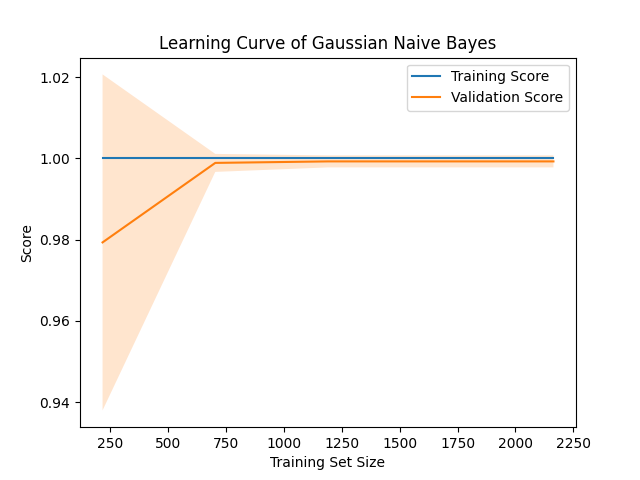 Learning Curve of Gaussian Naive Bayes
Training Score
Validation Score
1.02
1.00
0.98
0.96
0.94
Score
250
500
750
1000
1250
1500
1750
2000
2250
Training Set Size